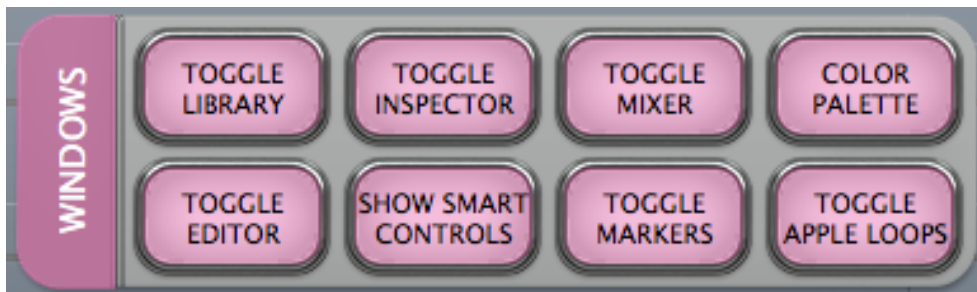 WINDOWS
TOGGLE
LIBRARY
TOGGLE
INSPECTOR
TOGGLE
MIXER
COLOR
PALETTE
TOGGLE
EDITOR
SHOW SMART
CONTROLS
TOGGLE
MARKERS
TOGGLE
APPLE LOOPS